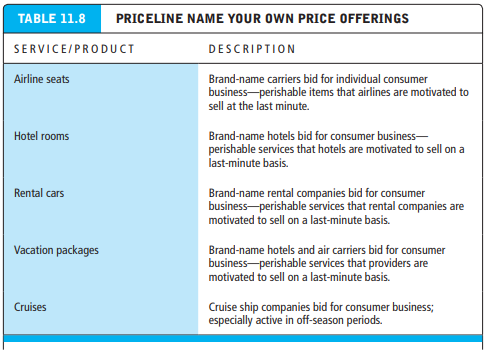 TABLE 11.8 PRICELINE NAME YOUR OWN PRICE OFFERINGS
SERVICE/PRODUCT DESCRIPTION
Airline seats Brand-name carriers bid for individual consumer
business—perishable items that airlines are motivated to
sell at the last minute.
Hotel rooms Brand-name hotels bid for consumer business—
perishable services that hotels are motivated to sell on a
last-minute basis.
Rental cars Brand-name rental companies bid for consumer
business—perishable services that rental companies are
motivated to sell on a last-minute basis.
Vacation packages Brand-name hotels and air carriers bid for consumer
business—perishable services that providers are
motivated to sell on a last-minute basis.
Cruises Cruise ship companies bid for consumer business;
especially active in off-season periods.